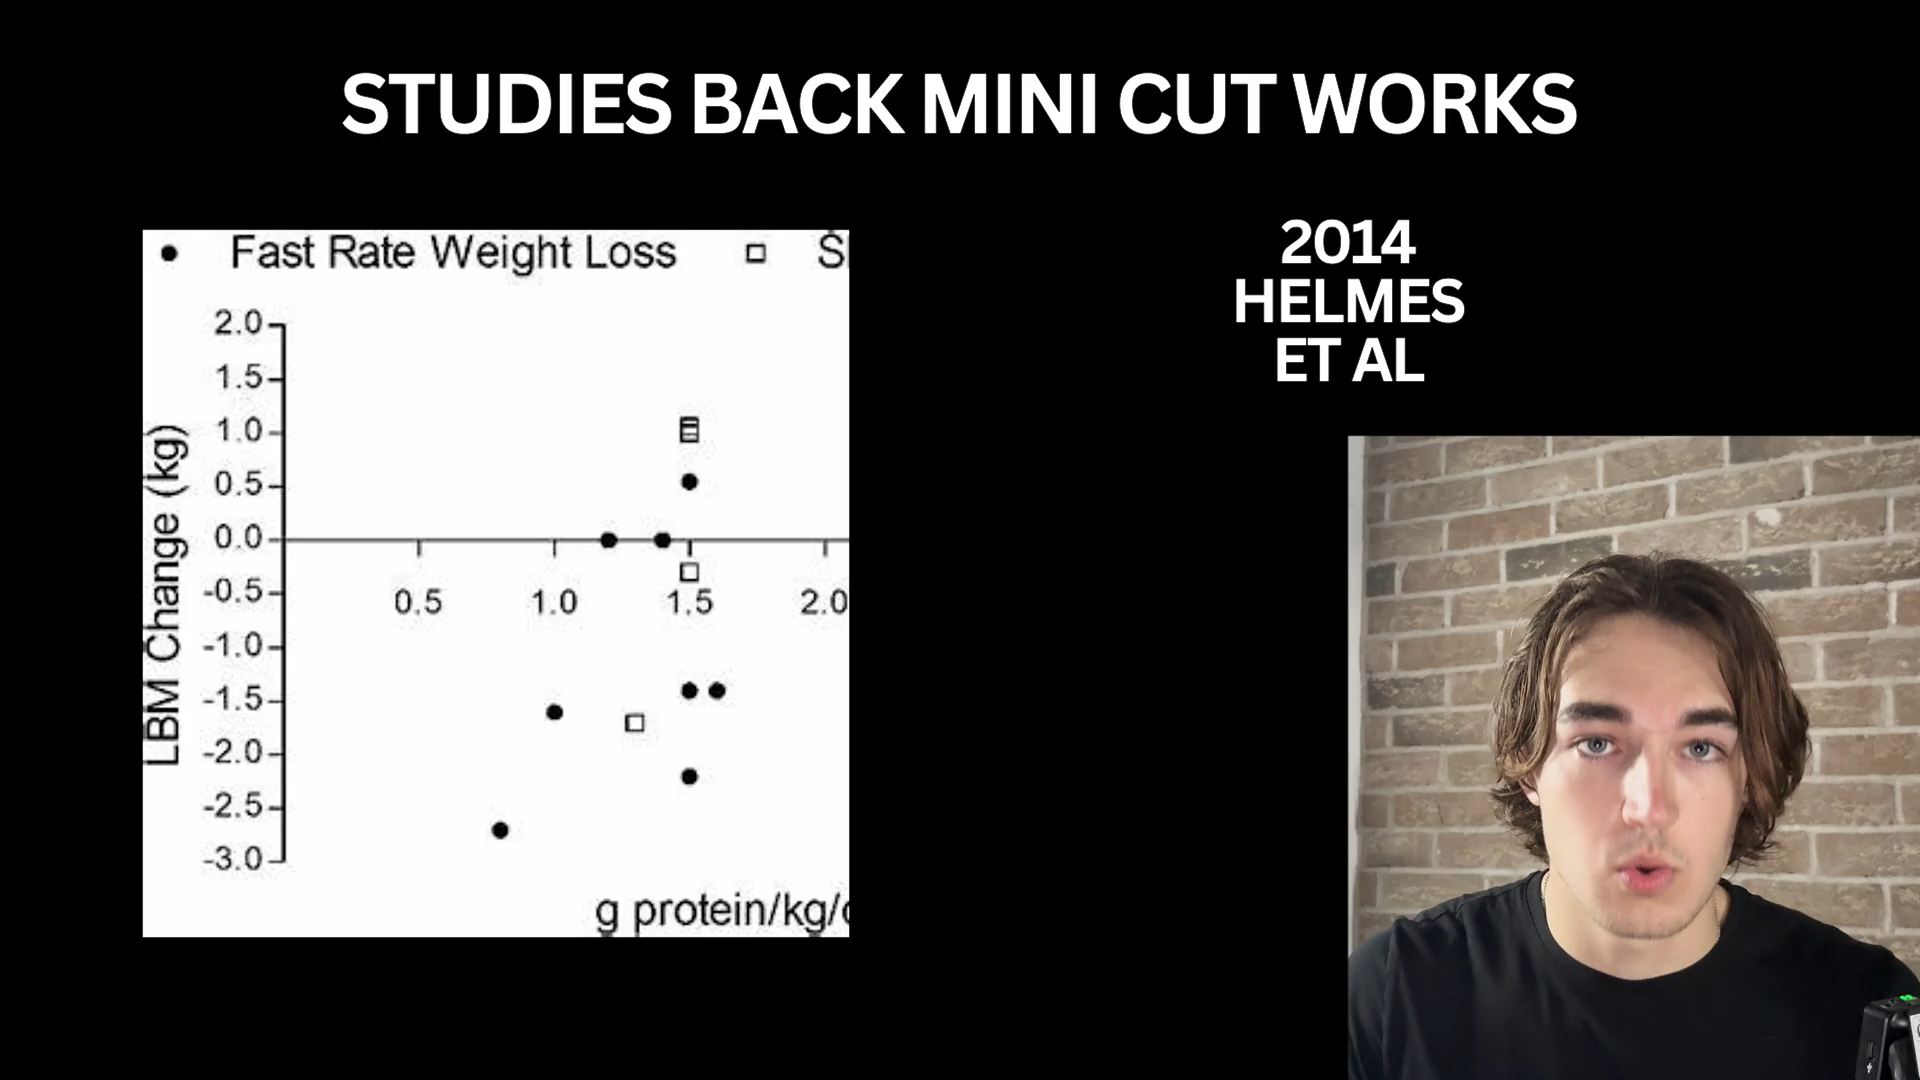 STUDIES BACK MINI CUT WORKS
2014
HELMES
ET AL
Fast Rate Weight Loss
2.0
1.5
1.0
0.5
0.0
-0.5
-1.0
-1.5
-2.0
-2.5
-3.0
LBM Change (kg)
0.5 1.0 1.5 2.0
g protein/kg/